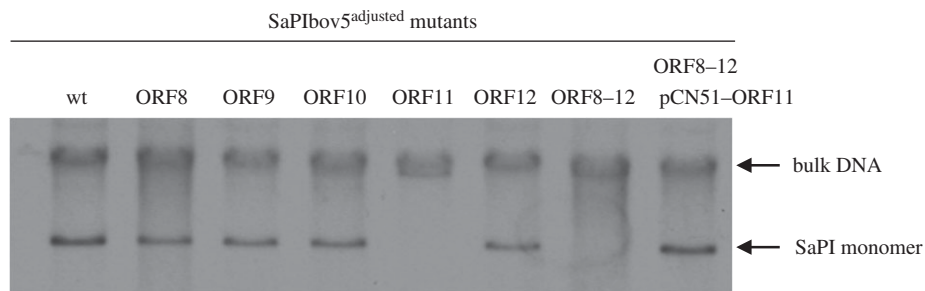 SaPIbov5adjusted mutants
ORF8–12
wt ORF8 ORF9 ORF10 ORF11 ORF12 ORF8–12 pCN51–ORF11
bulk DNA
SaPI monomer